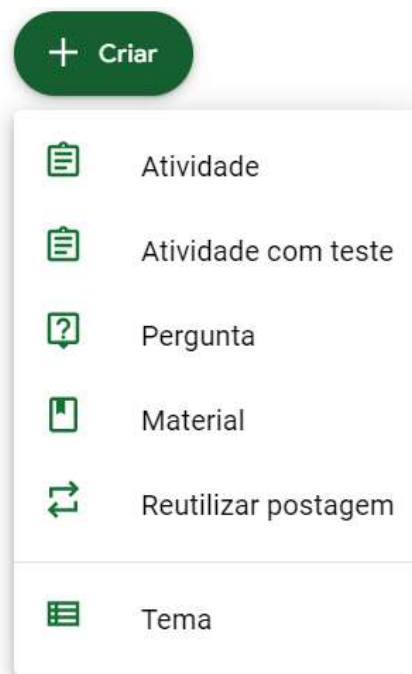 Criar
Atividade
Atividade com teste
Pergunta
Material
Reutilizar postagem
Tema